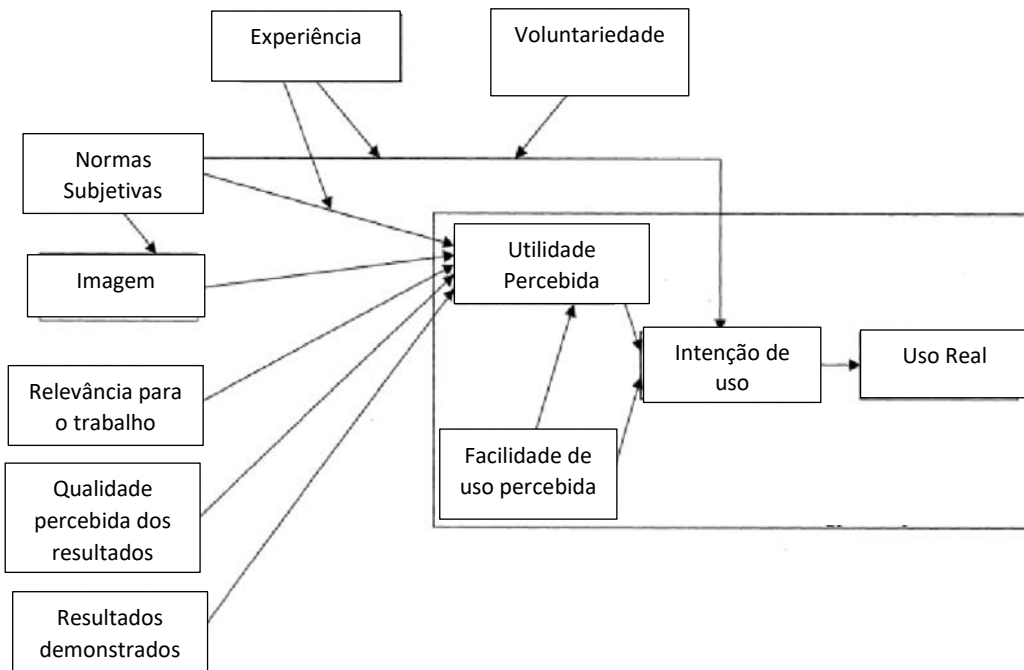 Experiência
Voluntariedade
Normas
Subjetivas
Imagem
Utilidade
Percebida
Intenção de
uso
Uso Real
Relevância para
o trabalho
Facilidade de
uso percebida
Qualidade
percebida dos
resultados
Resultados
demonstrados